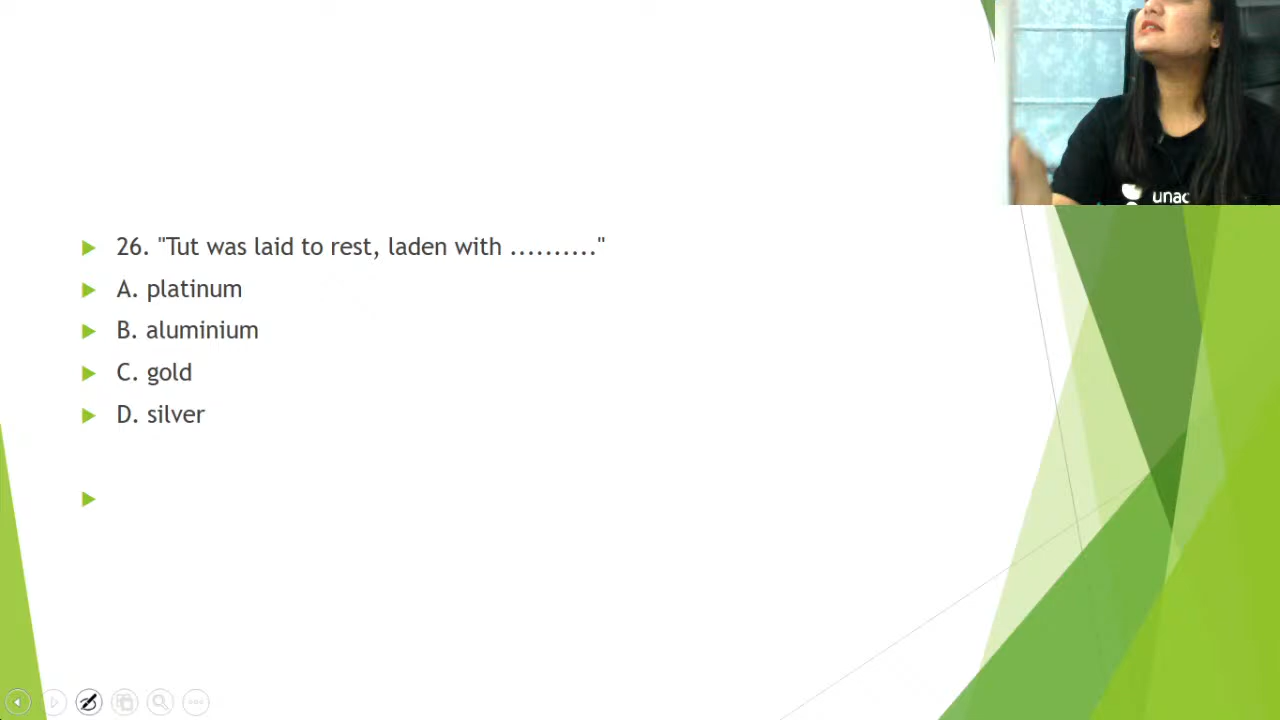 unac
26. "Tut was laid to rest, laden with .........."
A. platinum
B. aluminium
C. gold
D. silver